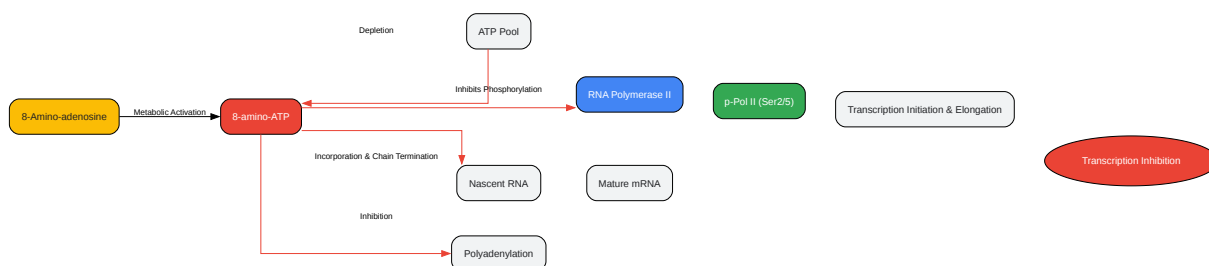 Depletion
ATP Pool
Inhibits Phosphorylation
RNA Polymerase II
p-Pol II (Ser2/5)
Transcription Initiation & Elongation
8-Amino-adenosine
Metabolic Activation
8-amino-ATP
Incorporation & Chain Termination
Transcription Inhibition
Nascent RNA
Mature mRNA
Inhibition
Polyadenylation